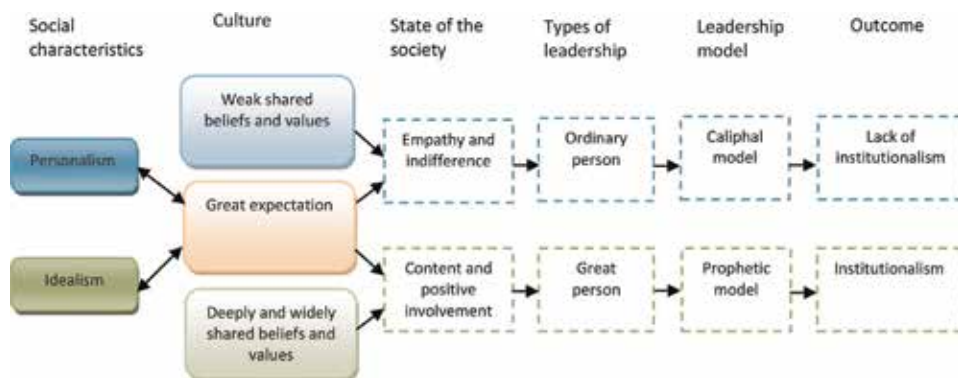 Social
characteristics
Culture
State of the
society
Types of
leadership
Leadership
model
Outcome
Weak shared
beliefs and values
Personalism
Great expectation
Idealism
Deeply and widely
shared beliefs and
values
Empathy and
indifference
Ordinary
person
Caliphal
model
Lack of
institutionalism
Content and
positive
involvement
Great
person
Prophetic
model
Institutionalism